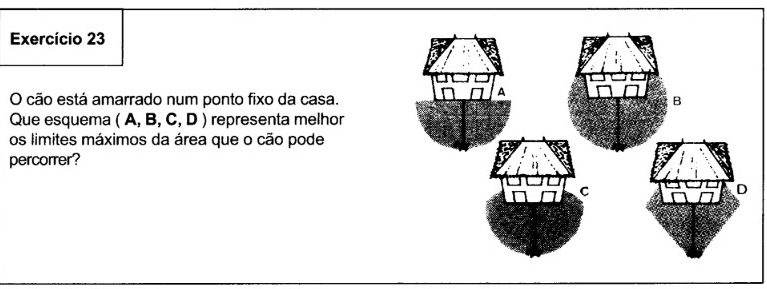 Exercício 23
O cão está amarrado num ponto fixo da casa.
Que esquema ( A, B, C, D ) representa melhor
os limites máximos da área que o cão pode
percorrer?
A
B
C
D